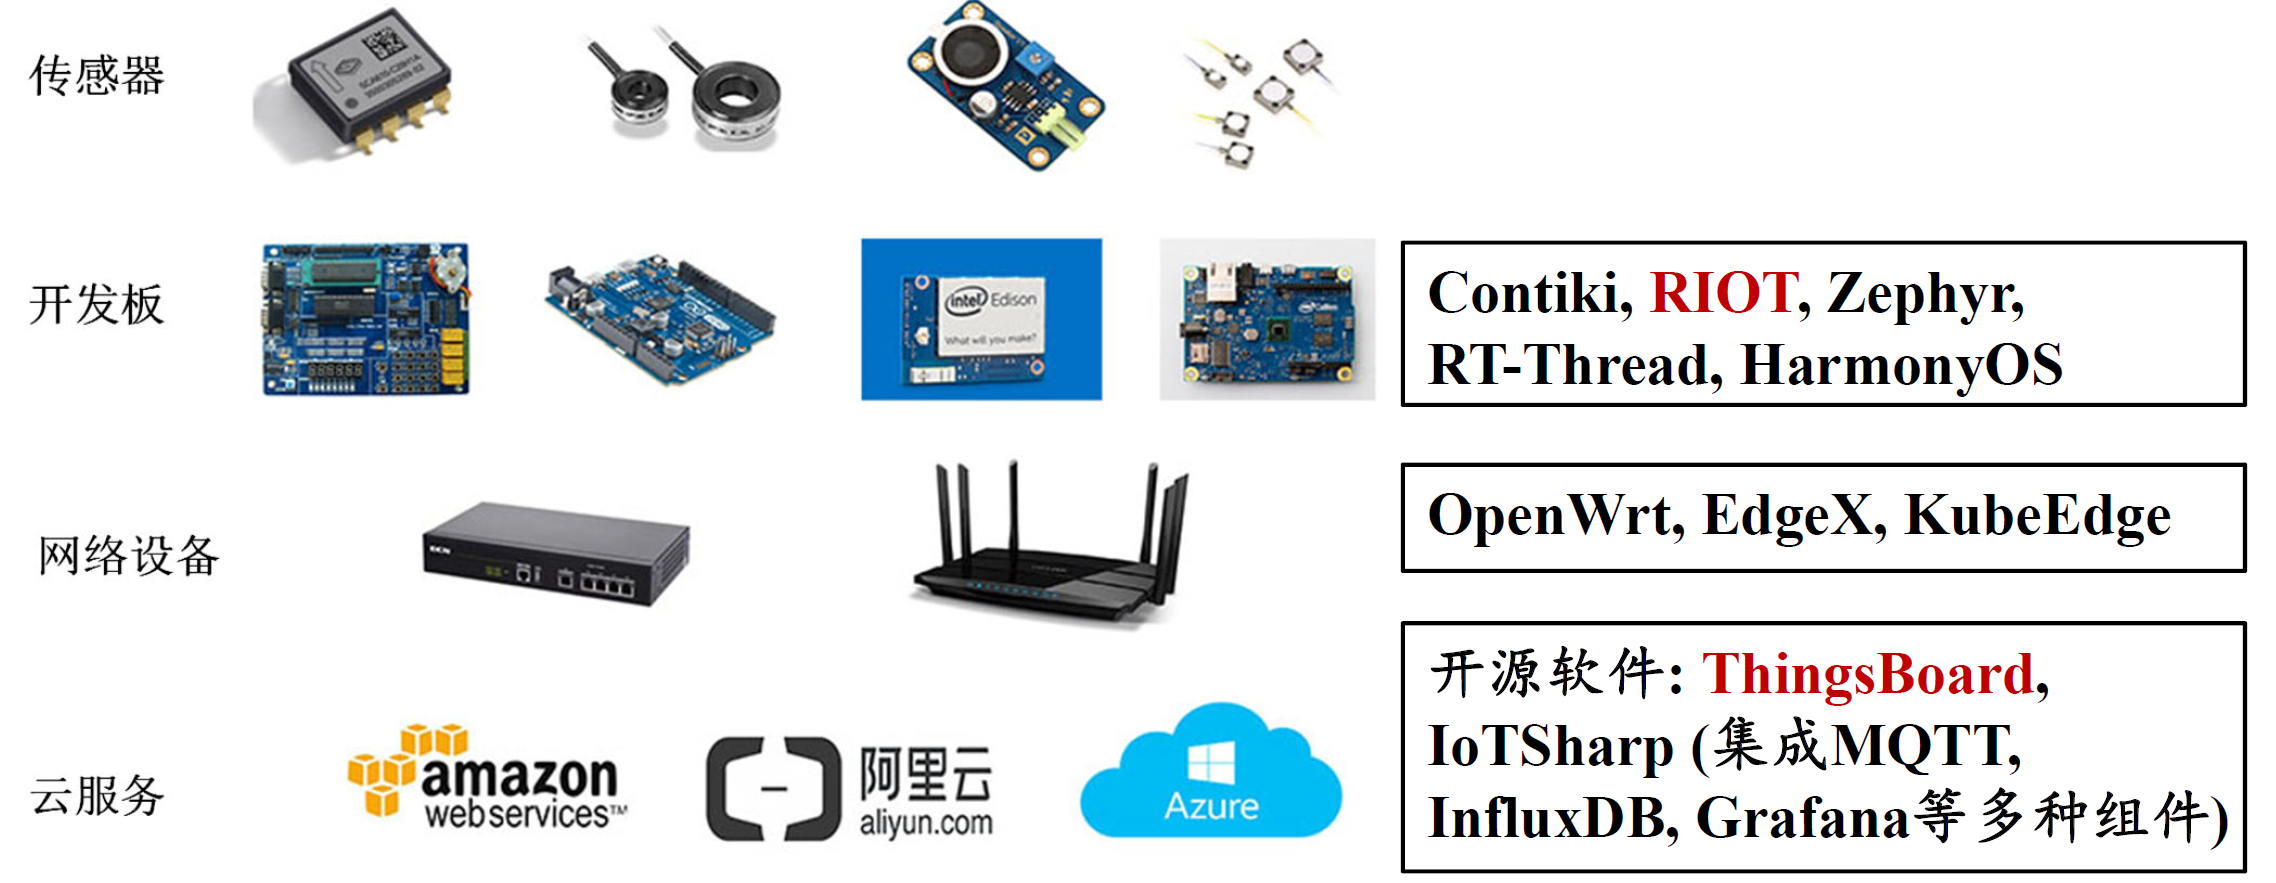 传感器
SCA610-C28H1A
开发板
intel Edison
What will you make?
Contiki, RIOT, Zephyr,
RT-Thread, HarmonyOS
网络设备
OpenWrt, EdgeX, KubeEdge
云服务
amazon
webservices™
阿里云
aliyun.com
Azure
开源软件: ThingsBoard,
IoTSharp (集成MQTT,
InfluxDB, Grafana等多种组件)